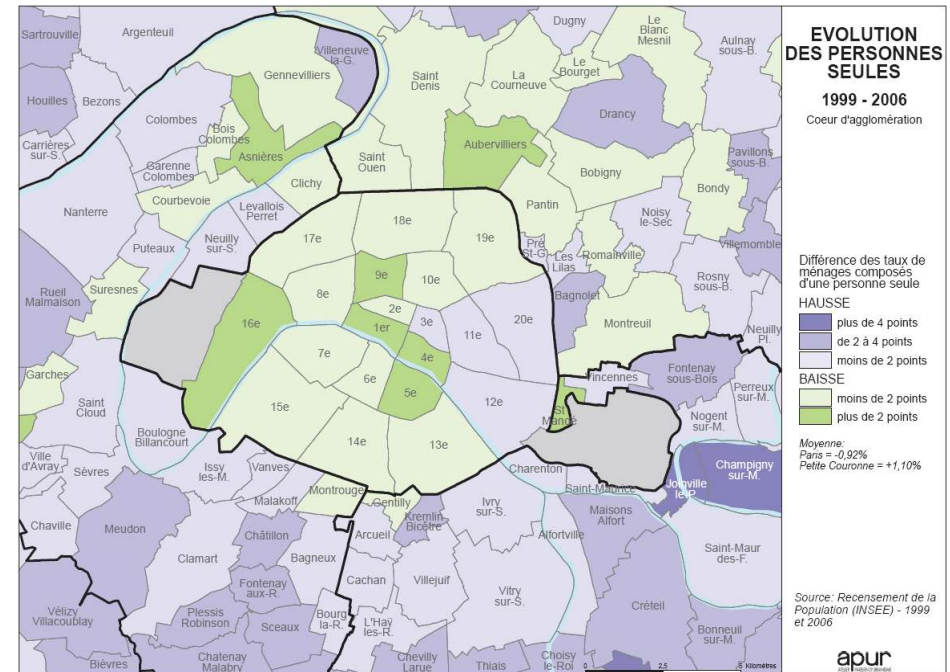 EVOLUTION
DES PERSONNES
SEULES
1999 - 2006
Coeur d'agglomération
Différence des taux de
ménages composés
d'une personne seule
HAUSSE
plus de 4 points
de 2 à 4 points
moins de 2 points
BAISSE
moins de 2 points
plus de 2 points
Moyenne:
Paris = -0,92%
Petite Couronne = +1,10%
Source: Recensement de la
Population (INSEE) - 1999
et 2006
apur
Sartrouville
Argenteuil
Villeneuve
la-G.
Dugny
Le
Blanc
Mesnil
Aulnay
sous-B.
Gennevilliers
Saint
Denis
La
Courneuve
Le
Bourget
Houilles
Bezons
Colombes
Drancy
Carrières
sur-S.
Bois
Colombes
Asnières
Aubervilliers
Pavillons
sous-B.
Garenne
Colombes
Saint
Ouen
Bobigny
Clichy
Bondy
Courbevoie
Nanterre
Levallois
Perret
Pantin
Noisy
le-Sec
Puteaux
Neuilly
sur-S.
17e
18e
19e
Pré
St-G.
Les
Lilas
Romainville
Villemomble
Rueil
Malmaison
Suresnes
8e
9e
10e
Bagnolet
Rosny
sous-B.
16e
2e
1er
3e
11e
20e
Montreuil
Neuilly
Pl.
7e
4e
Garches
6e
5e
12e
Vincennes
Fontenay
sous-Bois
Perreux
sur-M.
Saint
Cloud
15e
St
Mandé
Nogent
sur-M.
Boulogne
Billancourt
14e
13e
Ville
d'Avray
Sèvres
Issy
les-M.
Vanves
Charenton
Champigny
sur-M.
Joinville
le-P.
Saint-Maurice
Malakoff
Montrouge
Gentilly
Kremlin
Bicêtre
Ivry
sur-S.
Maisons
Alfort
Chaville
Meudon
Châtillon
Arcueil
Alfortville
Saint-Maur
des-F.
Clamart
Bagneux
Cachan
Villejuif
Vitry
sur-S.
Fontenay
aux-R.
Vélizy
Villacoublay
Plessis
Robinson
Sceaux
Bourg
la-R.
L'Haÿ
les-R.
Créteil
Bonneuil
sur-M.
Bièvres
Chatenay
Malabry
Chevilly
Larue
Thiais
Choisy
le-Roi
0 2,5 5 Kilomètres